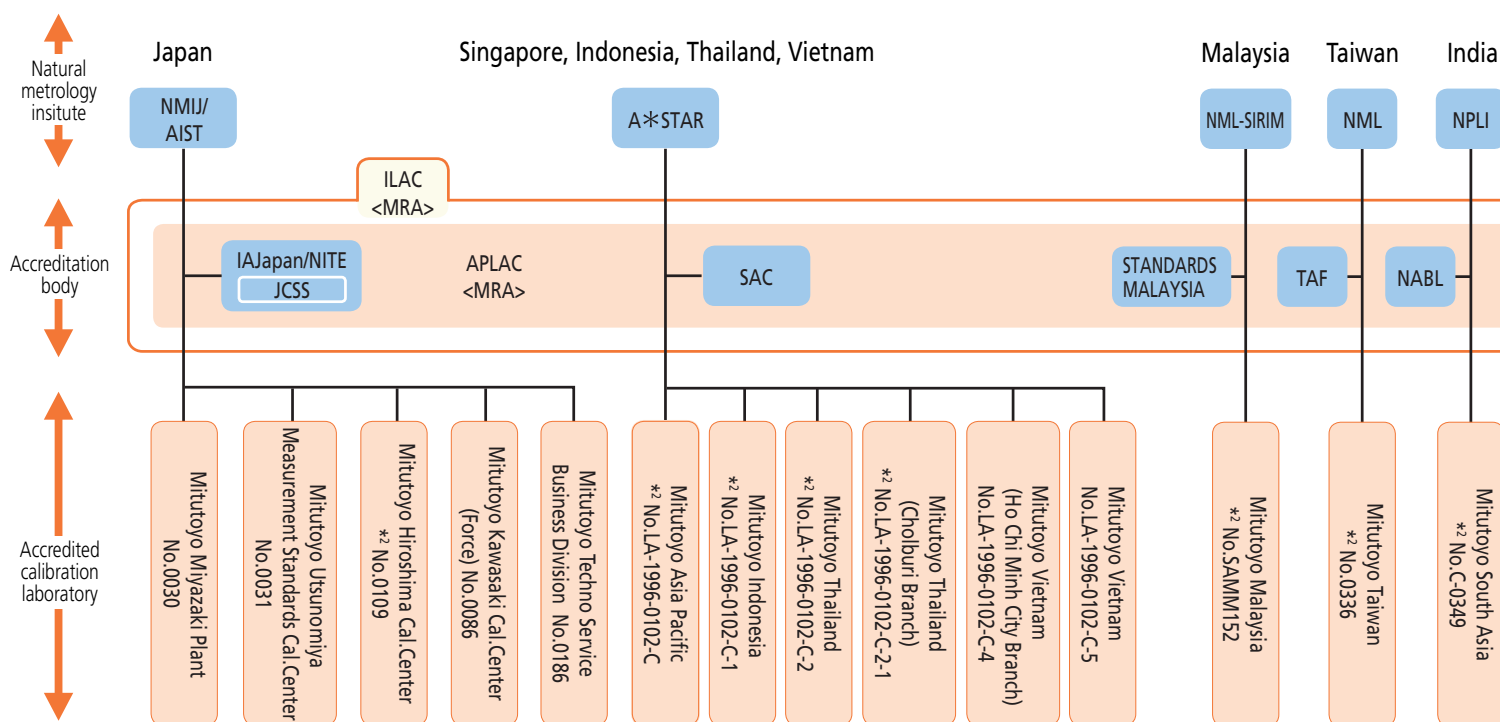 Natural
metrology
insitute
Japan
Singapore, Indonesia, Thailand, Vietnam
Malaysia
Taiwan
India
NMIJ/
AIST
A*STAR
NML-SIRIM
NML
NPLI
ILAC
<MRA>
Accreditation
body
IAJapan/NITE
JCSS
APLAC
<MRA>
SAC
STANDARDS
MALAYSIA
TAF
NABL
Accredited
calibration
laboratory
Mitutoyo Miyazaki Plant
No.0030
Mitutoyo Utsunomiya
Measurement Standards Cal.Center
No.0031
Mitutoyo Hiroshima Cal.Center
*2 No.0109
Mitutoyo Kawasaki Cal.Center
(Force) No.0086
Mitutoyo Techno Service
Business Division No.0186
Mitutoyo Asia Pacific
*2 No.LA-1996-0102-C
Mitutoyo Indonesia
*2 No.LA-1996-0102-C-1
Mitutoyo Thailand
*2 No.LA-1996-0102-C-2
Mitutoyo Thailand
(Cholburi Branch)
*2 No.LA-1996-0102-C-2-1
Mitutoyo Vietnam
(Ho Chi Minh City Branch)
No.LA-1996-0102-C-4
Mitutoyo Vietnam
No.LA-1996-0102-C-5
Mitutoyo Malaysia
*2 No.SAMM152
Mitutoyo Taiwan
*2 No.0336
Mitutoyo South Asia
*2 No.C-0349